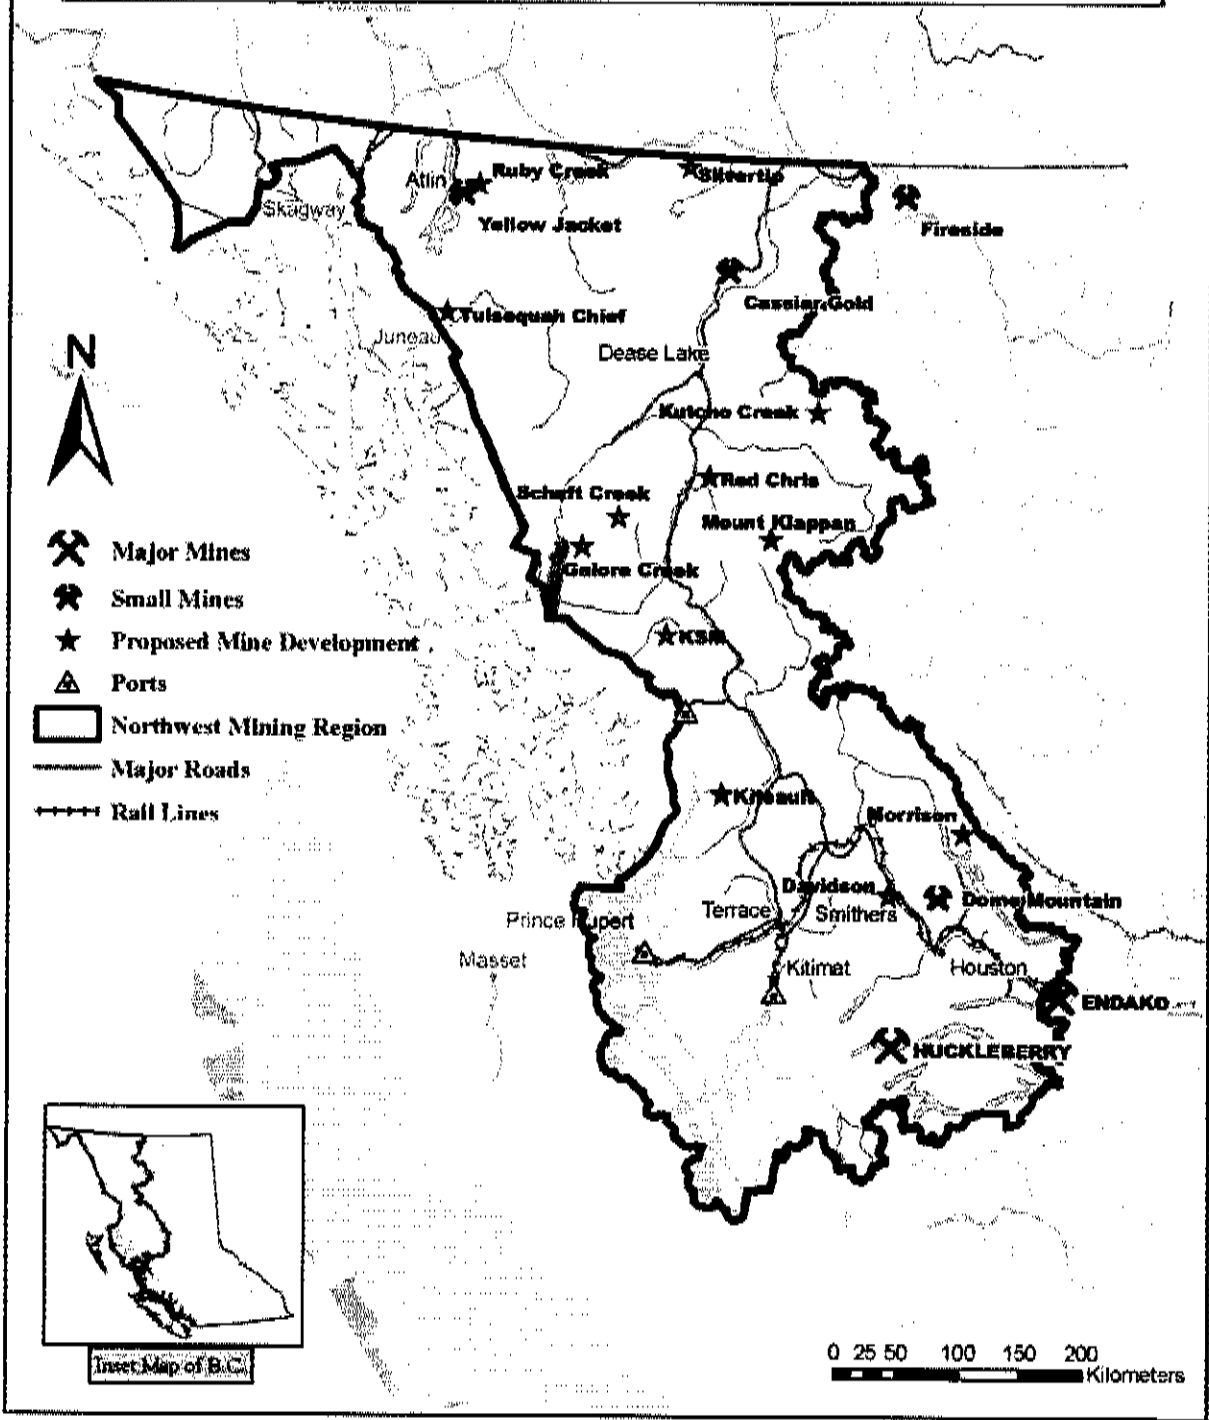 Ruby Creek
Silvertip
Atlin
Skagway
Yellow Jacket
Fireside
Cassiar Gold
Tulsequah Chief
Juneau
N
Dease Lake
Kutcho Creek
Red Chris
Schaft Creek
Mount Klappan
Galore Creek
KSM
Major Mines
Small Mines
Proposed Mine Development
Ports
Northwest Mining Region
Major Roads
Rail Lines
Kitsault
Morrison
Davidson
Dome Mountain
Terrace
Smithers
Prince Rupert
Masset
Kitimat
Houston
ENDAKO
HUCKLEBERRY
Inset Map of B.C.
0 25 50 100 150 200
Kilometers